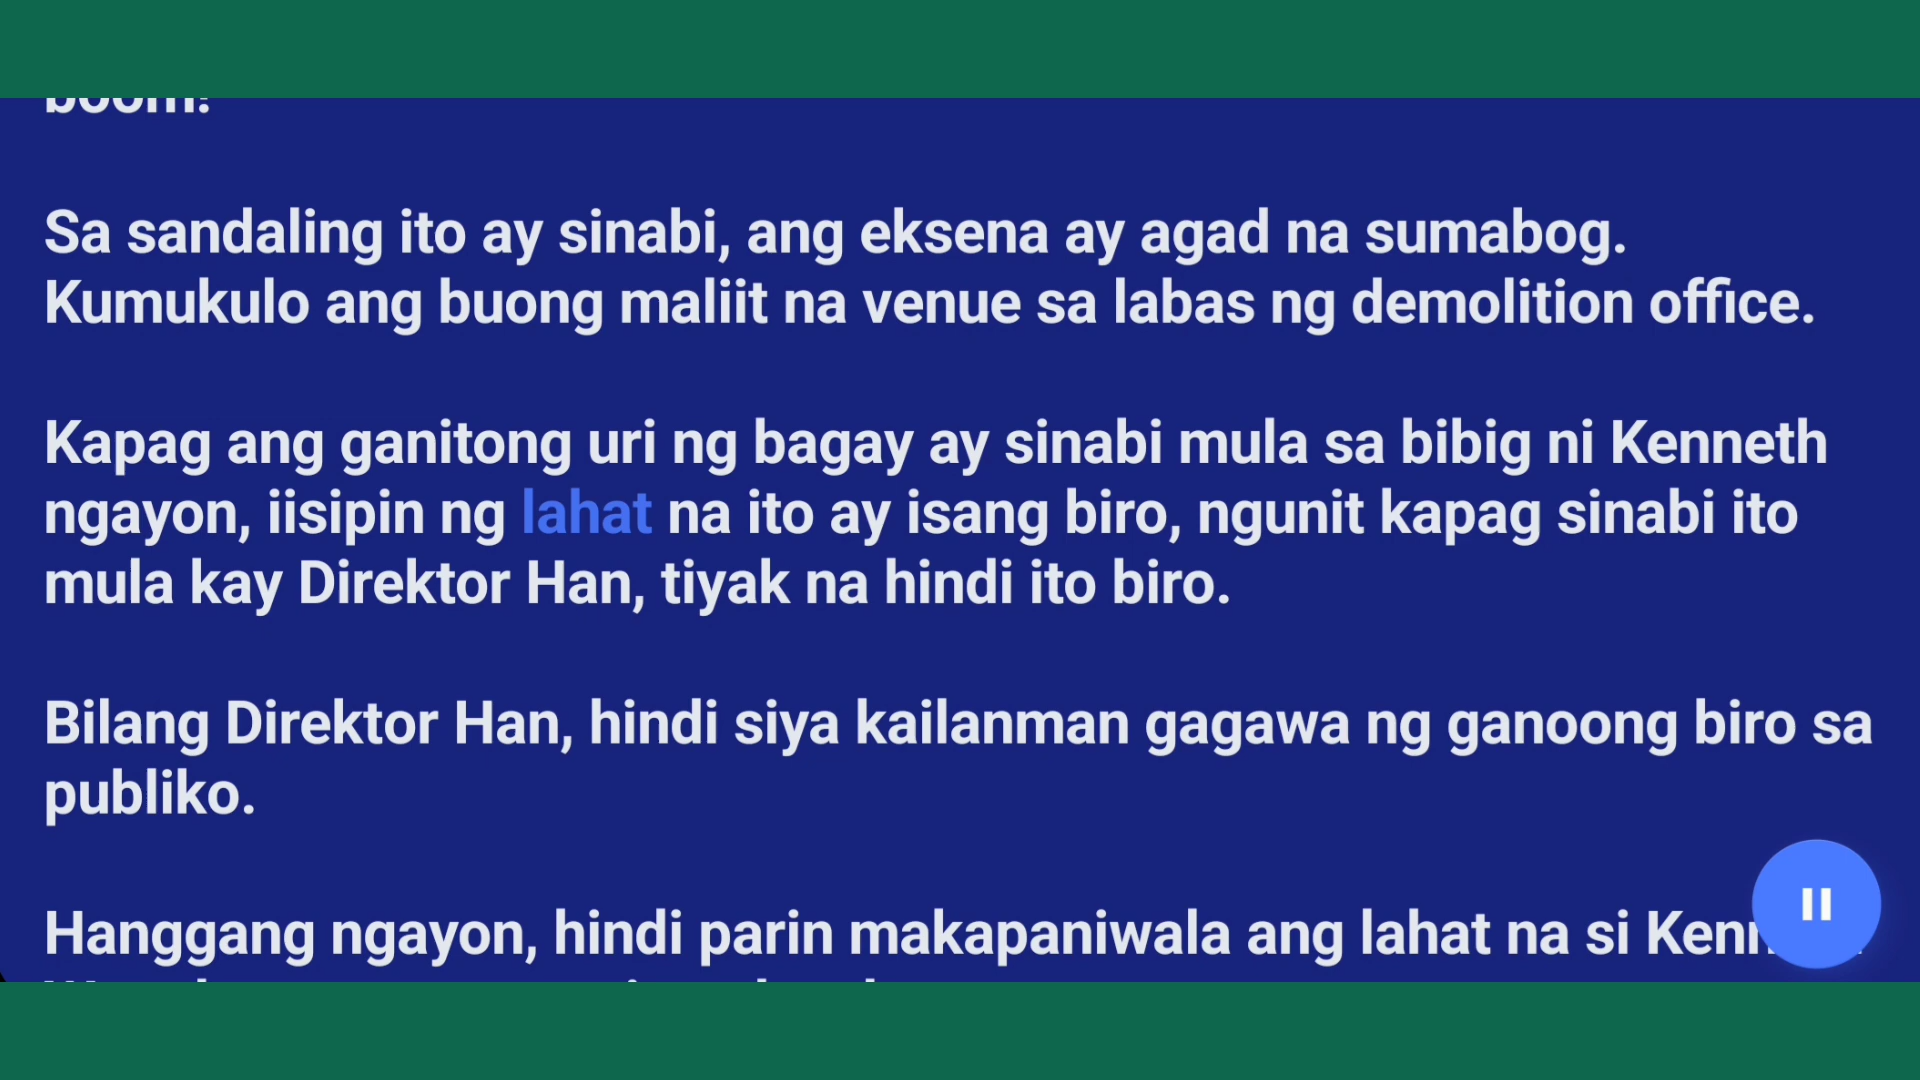 boom!
Sa sandaling ito ay sinabi, ang eksena ay agad na sumabog.
Kumukulo ang buong maliit na venue sa labas ng demolition office.
Kapag ang ganitong uri ng bagay ay sinabi mula sa bibig ni Kenneth
ngayon, iisipin ng lahat na ito ay isang biro, ngunit kapag sinabi ito
mula kay Direktor Han, tiyak na hindi ito biro.
Bilang Direktor Han, hindi siya kailanman gagawa ng ganoong biro sa
publiko.
Hanggang ngayon, hindi parin makapaniwala ang lahat na si